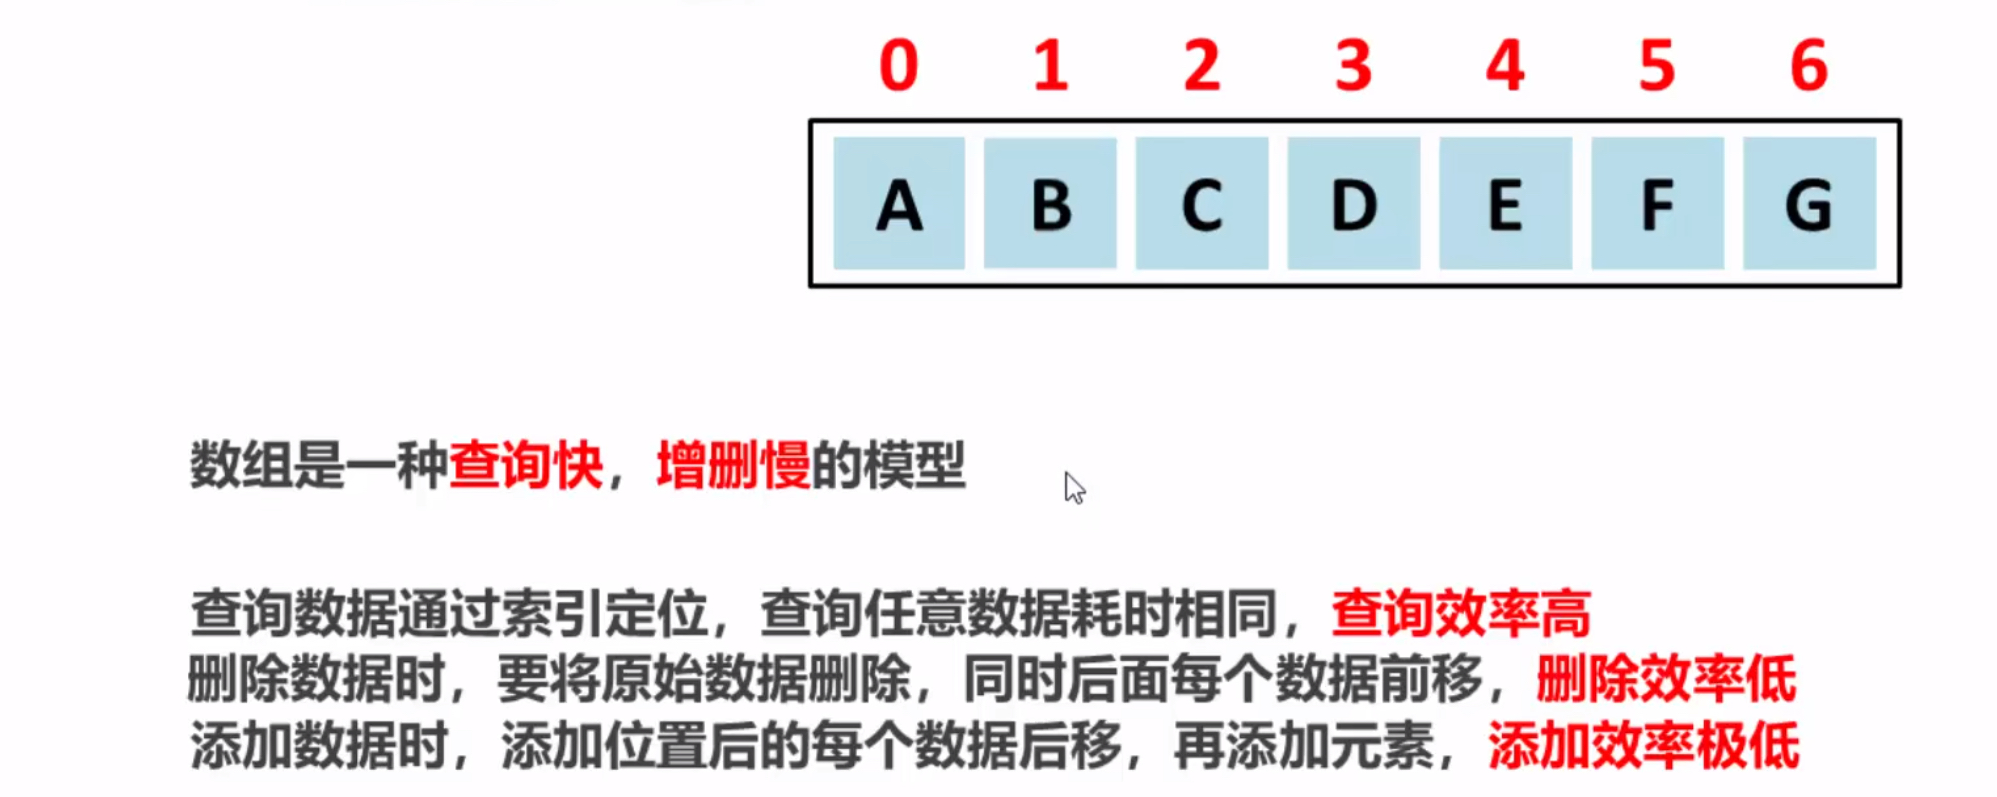 0 1 2 3 4 5 6
A B C D E F G
数组是一种查询快，增删慢的模型
查询数据通过索引定位，查询任意数据耗时相同，查询效率高
删除数据时，要将原始数据删除，同时后面每个数据前移，删除效率低
添加数据时，添加位置后的每个数据后移，再添加元素，添加效率极低